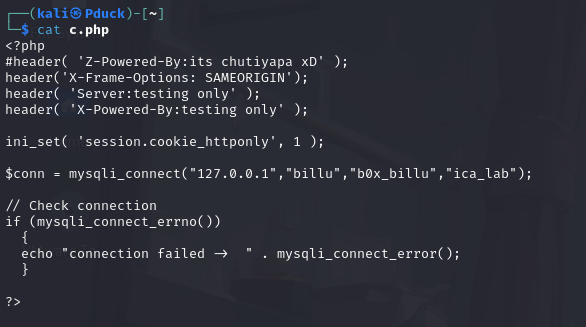 ┌──(kali㉿Pduck)-[~]
└─$ cat c.php
<?php
#header( 'Z-Powered-By:its chutiyapa xD' );
header('X-Frame-Options: SAMEORIGIN');
header( 'Server:testing only' );
header( 'X-Powered-By:testing only' );
ini_set( 'session.cookie_httponly', 1 );
$conn = mysqli_connect("127.0.0.1","billu","b0x_billu","ica_lab");
// Check connection
if (mysqli_connect_errno())
{
echo "connection failed ->  " . mysqli_connect_error();
}
?>